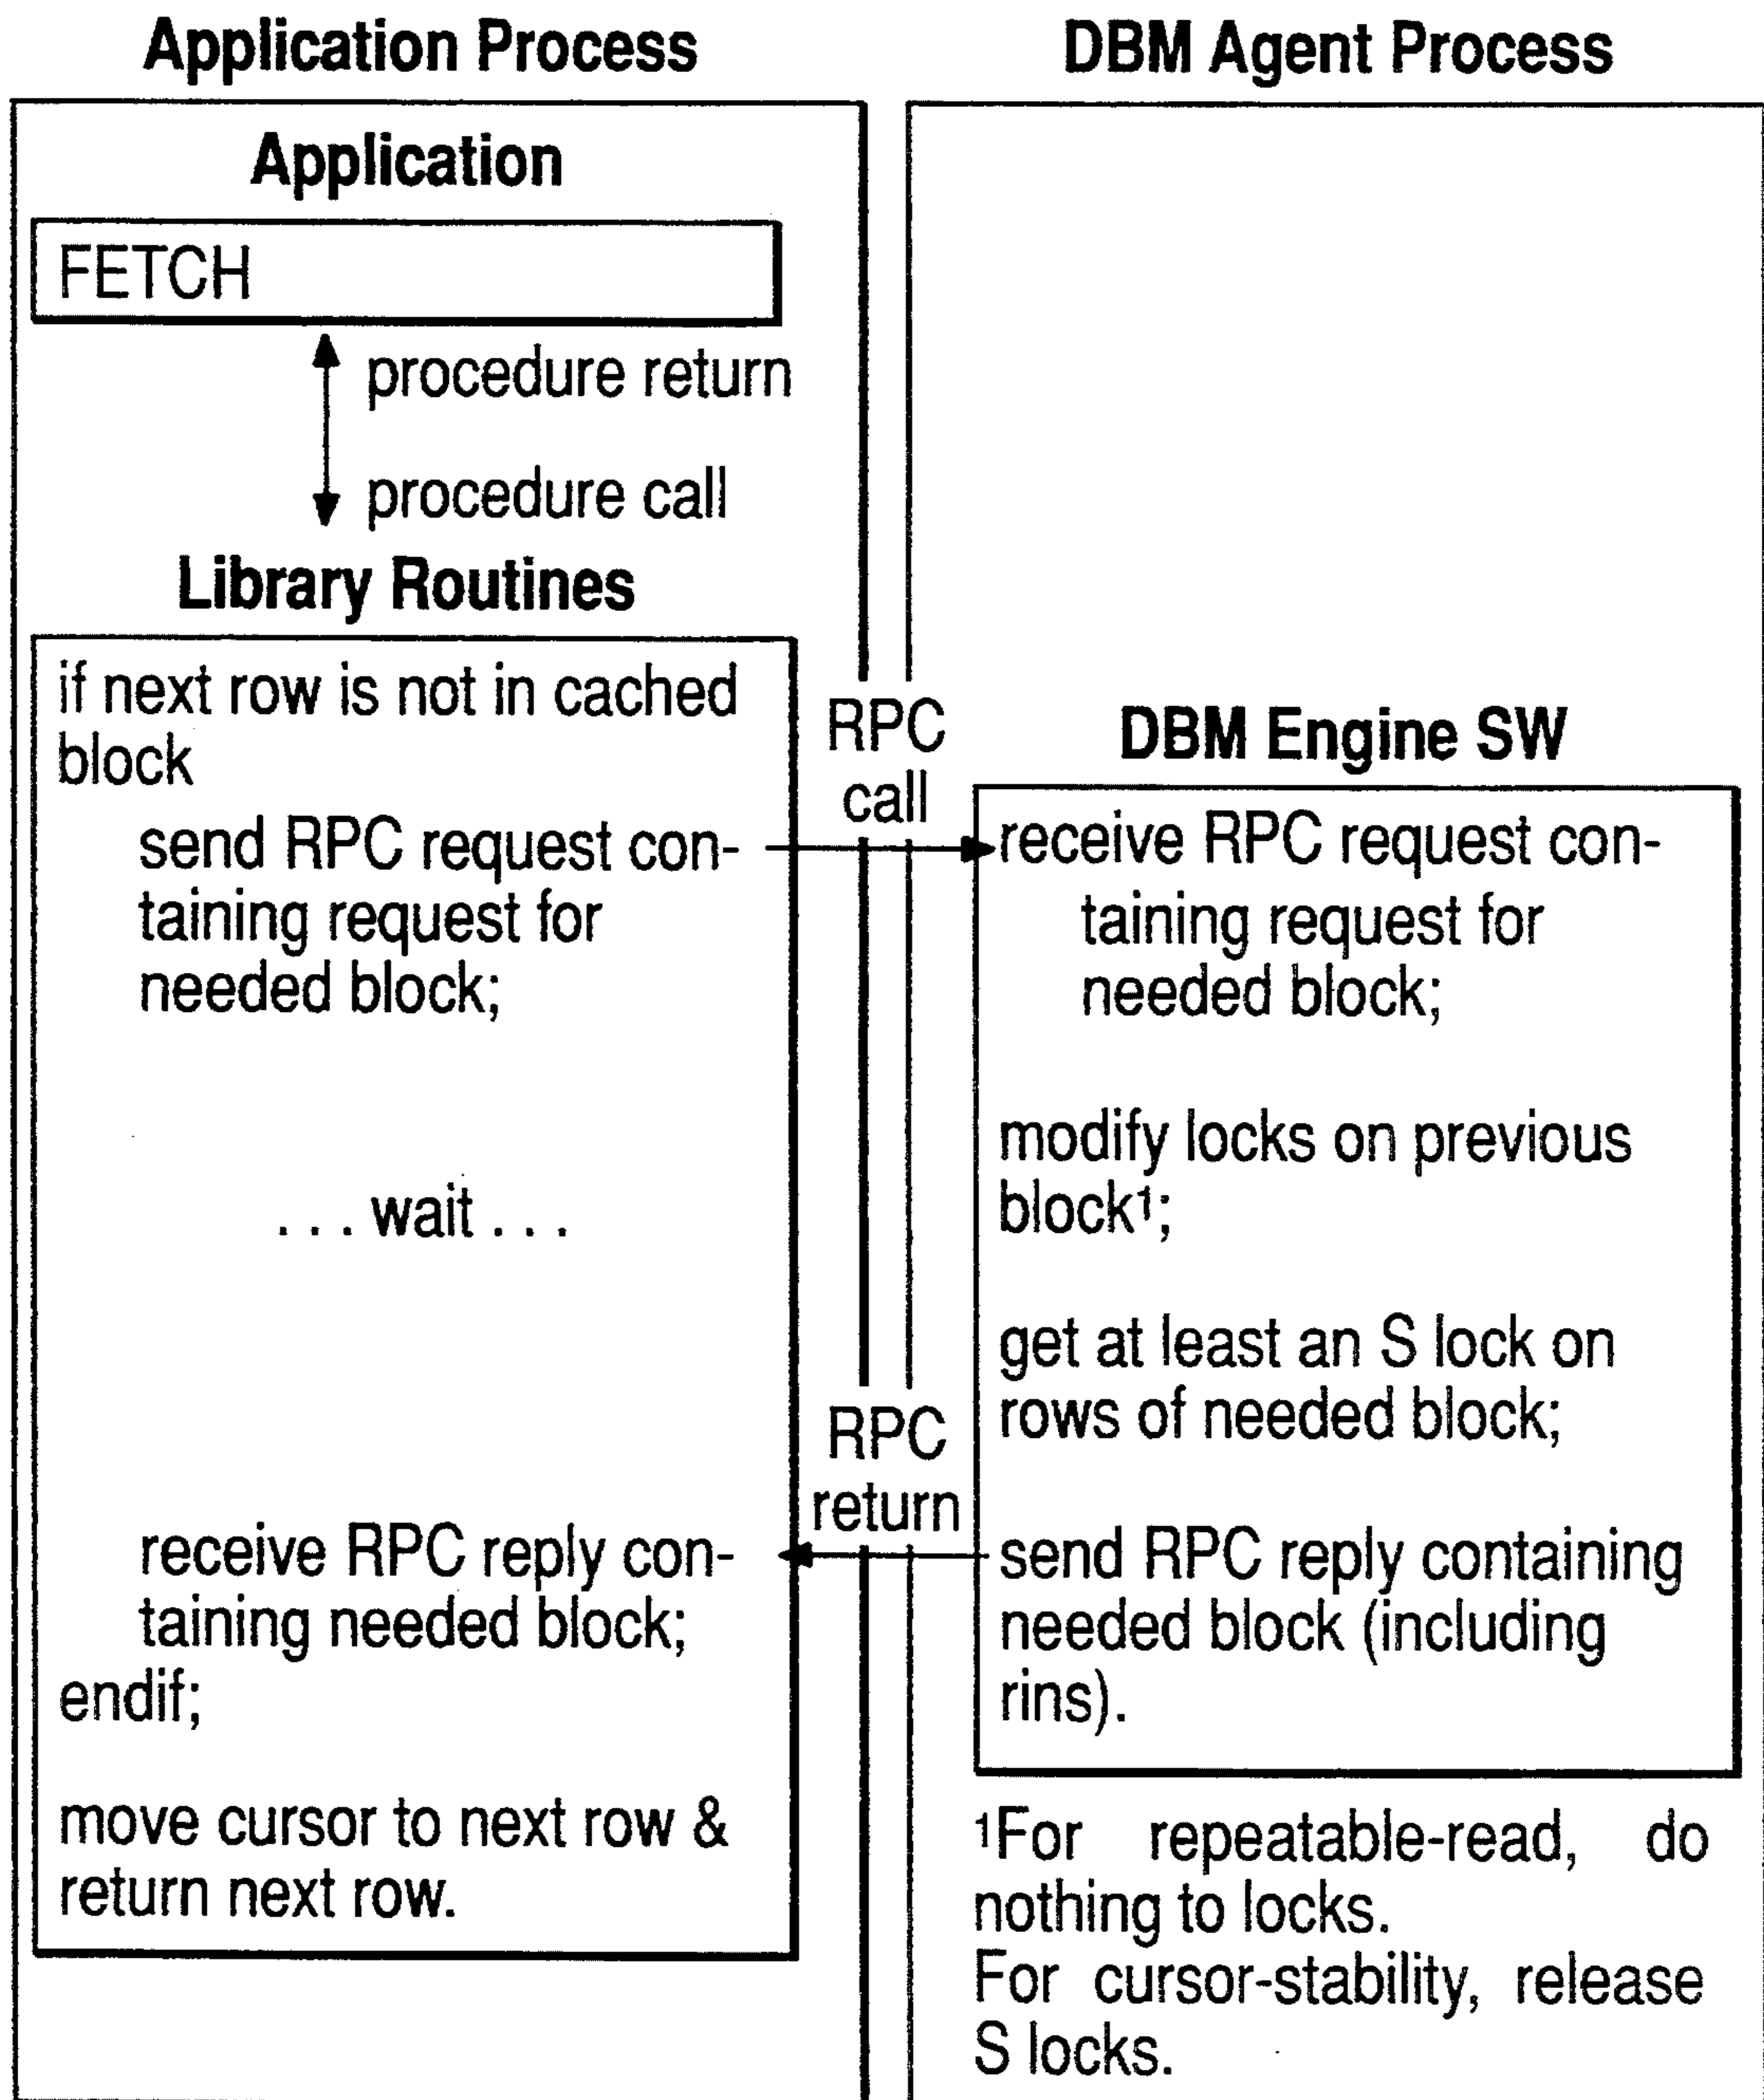 Application Process
Application
FETCH
procedure return
procedure call
Library Routines
if next row is not in cached
block
send RPC request con-
taining request for
needed block;
. . . wait . . .
receive RPC reply con-
taining needed block;
endif;
move cursor to next row &
return next row.
RPC
call
RPC
return
DBM Agent Process
DBM Engine SW
receive RPC request con-
taining request for
needed block;
modify locks on previous
block¹;
get at least an S lock on
rows of needed block;
send RPC reply containing
needed block (including
rins).
¹For repeatable-read, do
nothing to locks.
For cursor-stability, release
S locks.